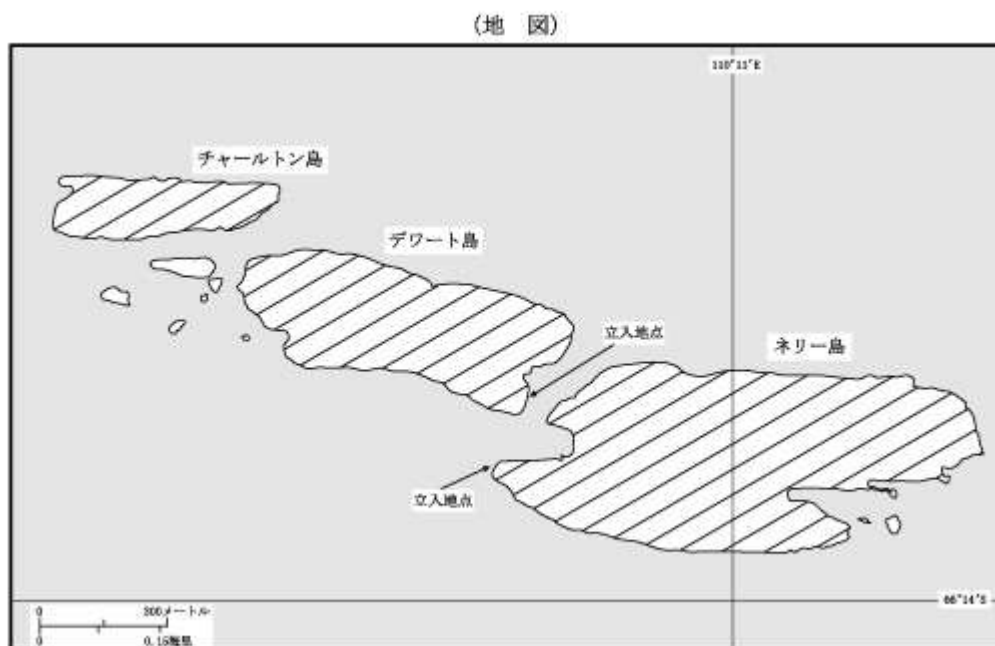 (地 図)
110°11'E
チャールトン島
デワート島
立入地点
ネリー島
立入地点
66°14'S
0 300メートル
0 0.15海里